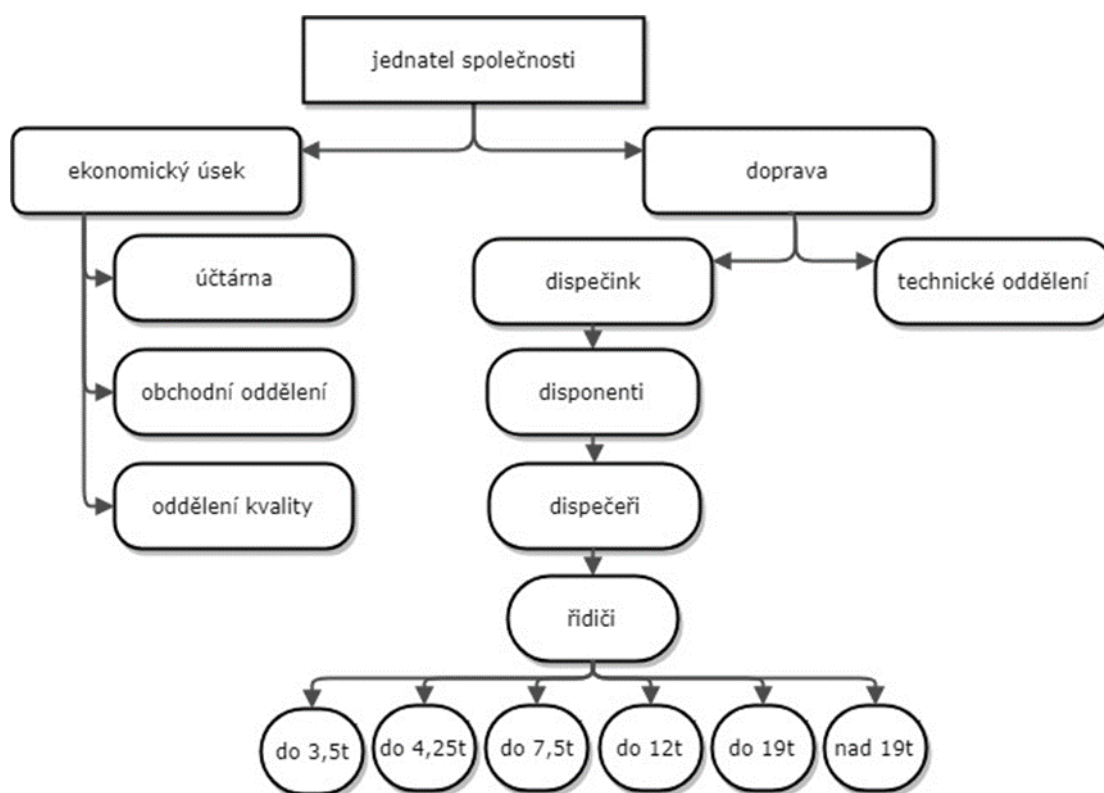 jednatel společnosti
ekonomický úsek
doprava
účtárna
dispečink
technické oddělení
obchodní oddělení
disponenti
oddělení kvality
dispečeři
řidiči
do 3,5t
do 4,25t
do 7,5t
do 12t
do 19t
nad 19t